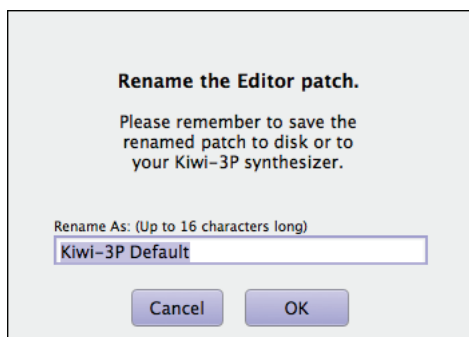 Rename the Editor patch.
Please remember to save the
renamed patch to disk or to
your Kiwi-3P synthesizer.
Rename As: (Up to 16 characters long)
Kiwi-3P Default
Cancel OK